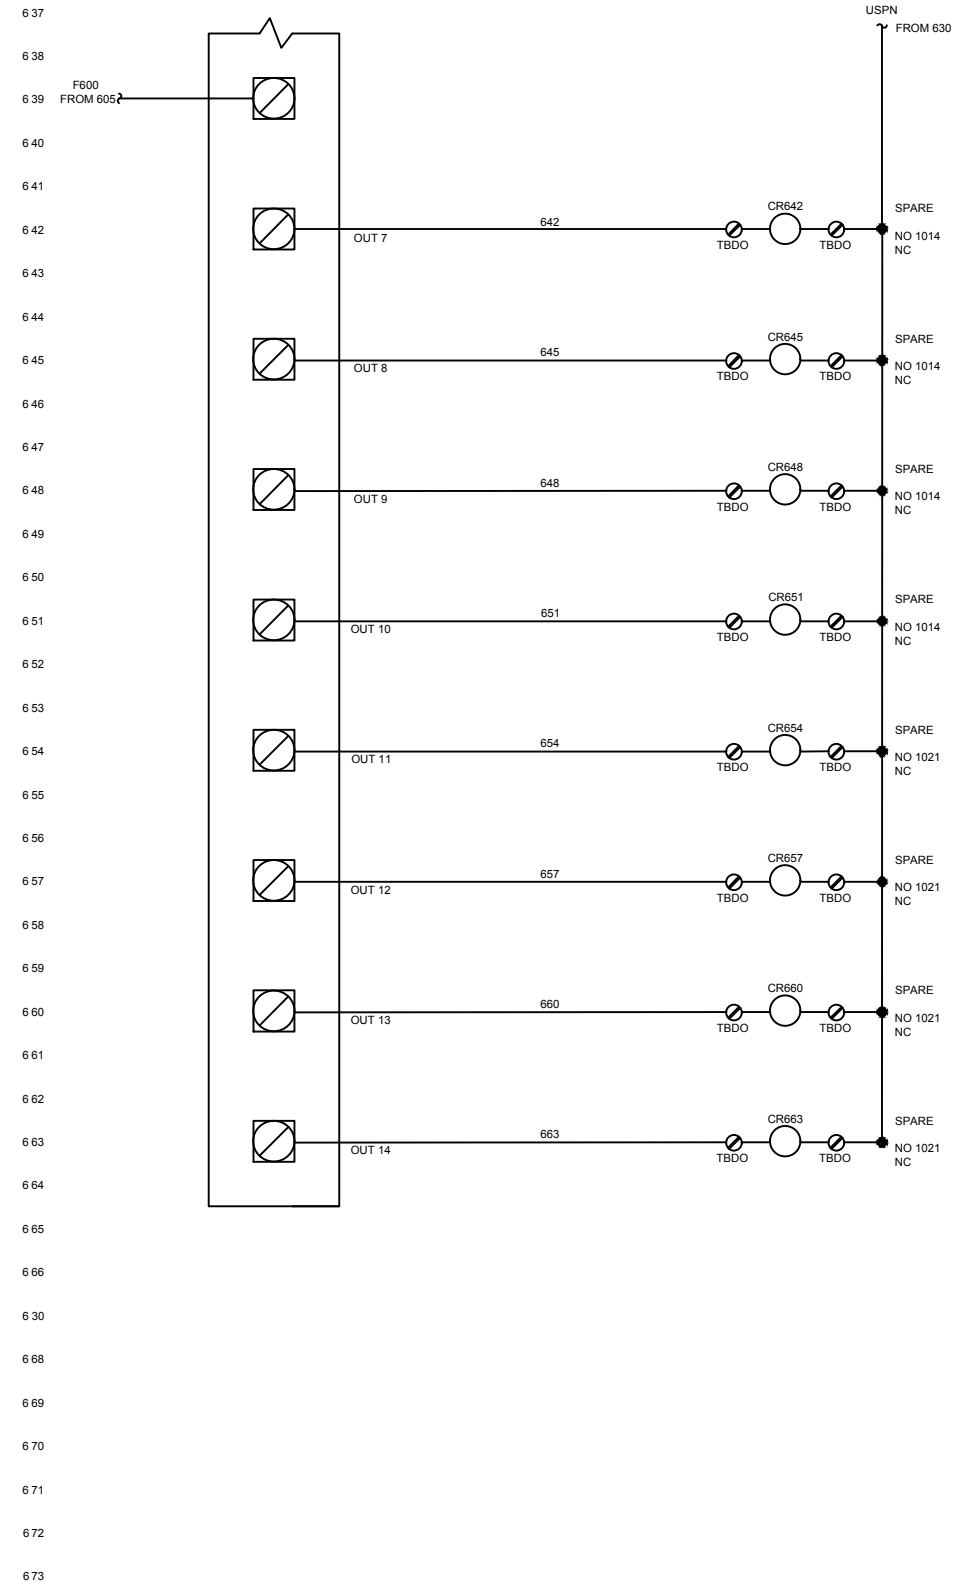 6 37
USPN
FROM 630
6 38
F600
6 39 FROM 605
6 40
6 41
CR642
SPARE
6 42
642
OUT 7
TBDO
TBDO
NO 1014
NC
6 43
6 44
CR645
SPARE
6 45
645
OUT 8
TBDO
TBDO
NO 1014
NC
6 46
6 47
CR648
SPARE
6 48
648
OUT 9
TBDO
TBDO
NO 1014
NC
6 49
6 50
CR651
SPARE
6 51
651
OUT 10
TBDO
TBDO
NO 1014
NC
6 52
6 53
CR654
SPARE
6 54
654
OUT 11
TBDO
TBDO
NO 1021
NC
6 55
6 56
CR657
SPARE
6 57
657
OUT 12
TBDO
TBDO
NO 1021
NC
6 58
6 59
CR660
SPARE
6 60
660
OUT 13
TBDO
TBDO
NO 1021
NC
6 61
6 62
CR663
SPARE
6 63
663
OUT 14
TBDO
TBDO
NO 1021
NC
6 64
6 65
6 66
6 30
6 68
6 69
6 70
6 71
6 72
6 73